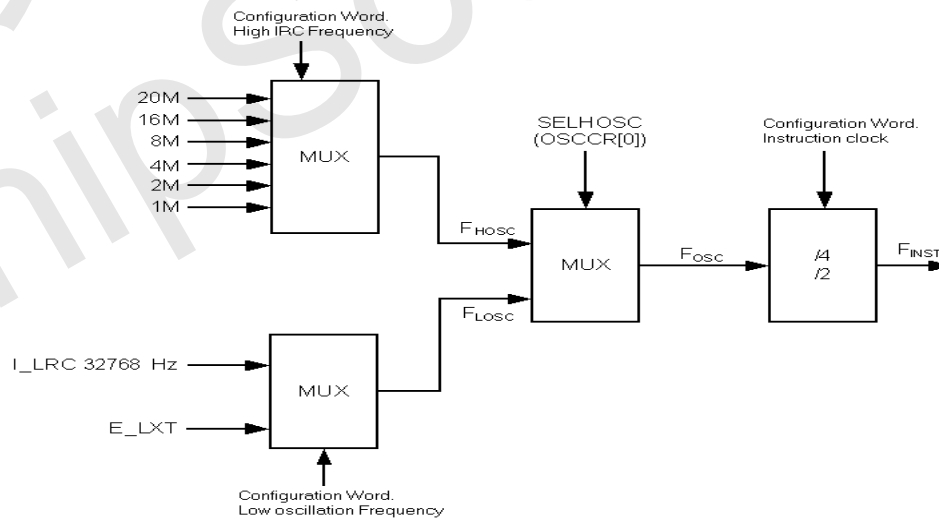 Configuration Word.
High IRC Frequency
20M
16M
8M
4M
2M
1M
MUX
SELHOSC
(OSCCR[0])
Configuration Word.
Instruction clock
FHOSC
MUX
FOSC
/4
/2
FINST
FLOSC
I_LRC 32768 Hz
MUX
E_LXT
Configuration Word.
Low oscillation Frequency